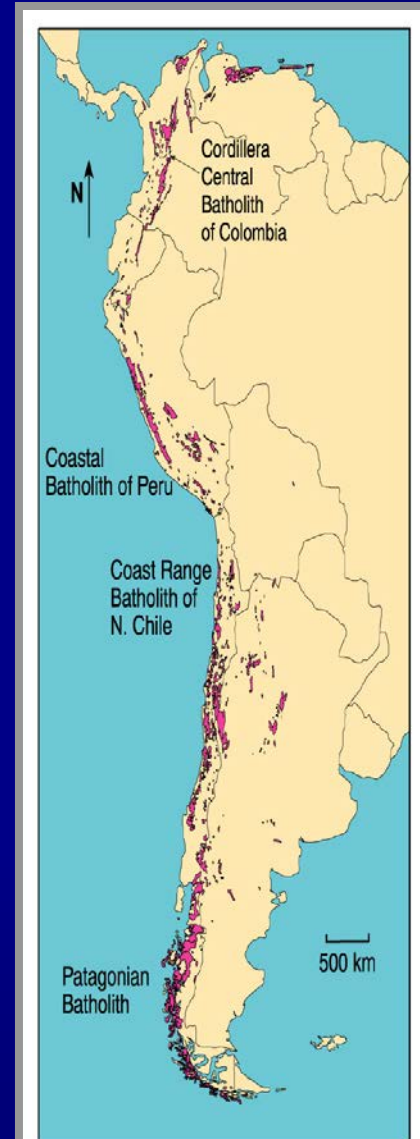 Cordillera
Central
Batholith
of Colombia
N
Coastal
Batholith of Peru
Coast Range
Batholith of
N. Chile
500 km
Patagonian
Batholith